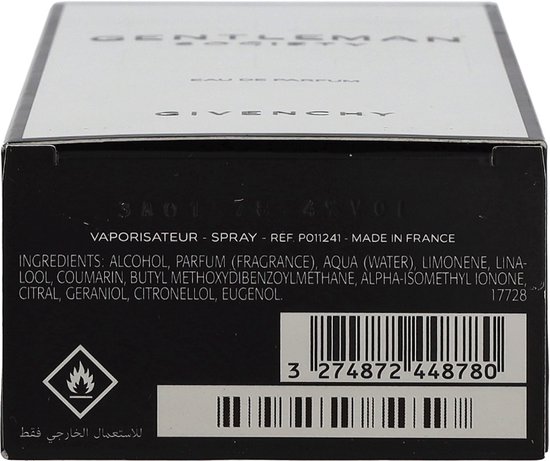 GENTLEMAN
SOCIETY
EAU DE PARFUM
GIVENCHY
VAPORISATEUR - SPRAY - REF. P011241 - MADE IN FRANCE
INGREDIENTS: ALCOHOL, PARFUM (FRAGRANCE), AQUA (WATER), LIMONENE, LINA-
LOOL, COUMARIN, BUTYL METHOXYDIBENZOYLMETHANE, ALPHA-ISOMETHYL IONONE,
CITRAL, GERANIOL, CITRONELLOL, EUGENOL. 17728
3 274872 448780
للاستعمال الخارجي فقط